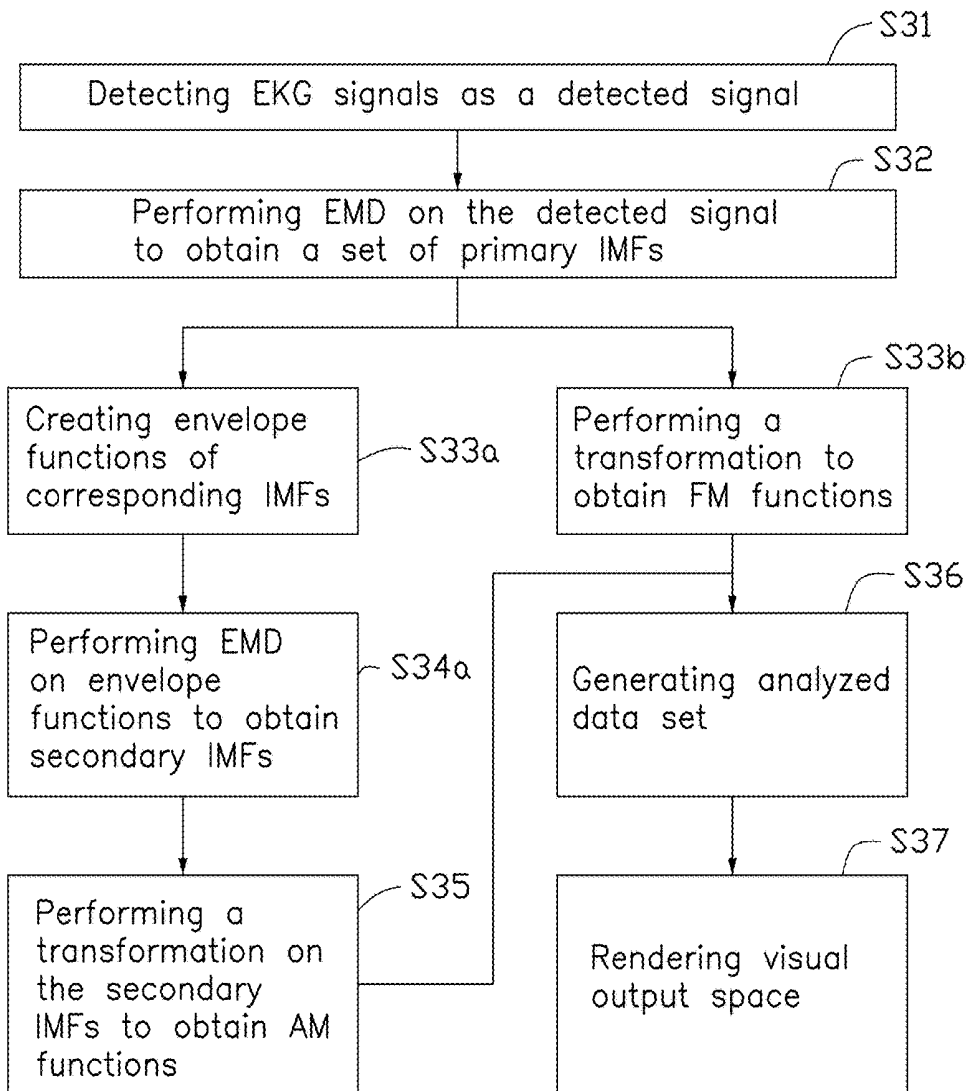 S31
Detecting EKG signals as a detected signal
S32
Performing EMD on the detected signal
to obtain a set of primary IMFs
Creating envelope
functions of
corresponding IMFs
S33a
S33b
Performing a
transformation to
obtain FM functions
Performing EMD
on envelope
functions to obtain
secondary IMFs
S34a
S36
Generating analyzed
data set
S35
Performing a
transformation on
the secondary
IMFs to obtain AM
functions
S37
Rendering visual
output space